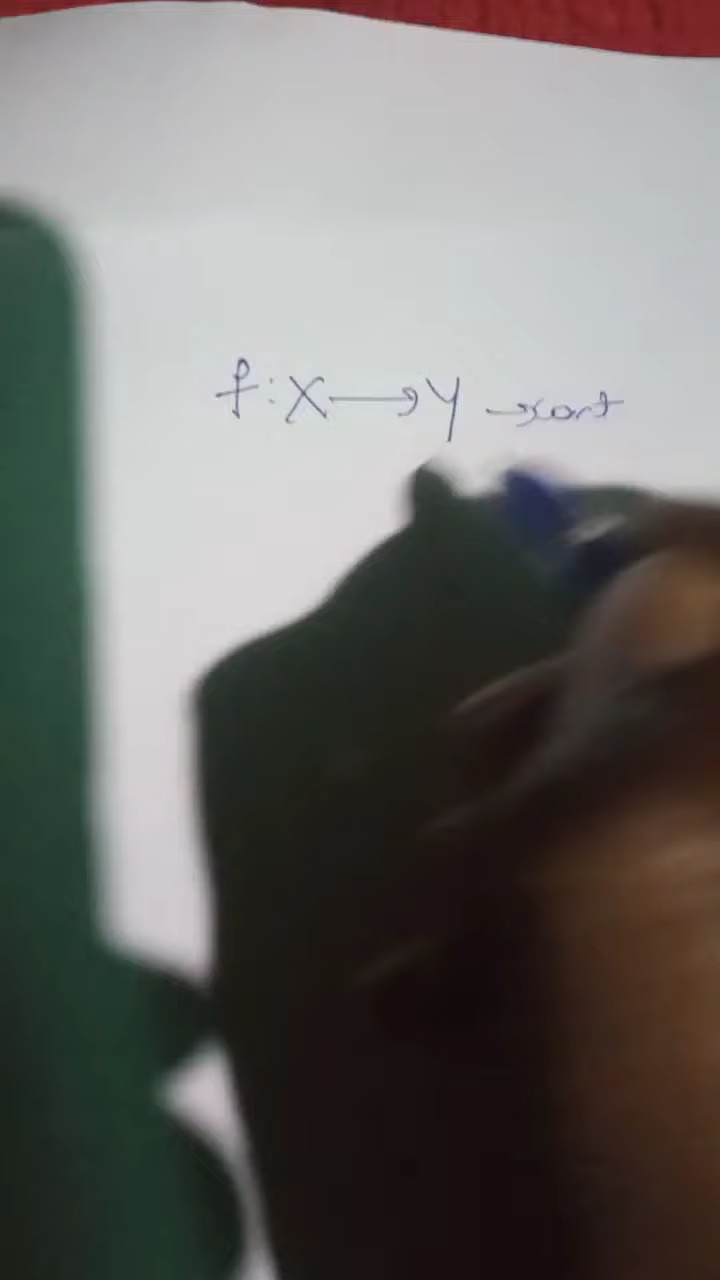 f: X → Y → cont